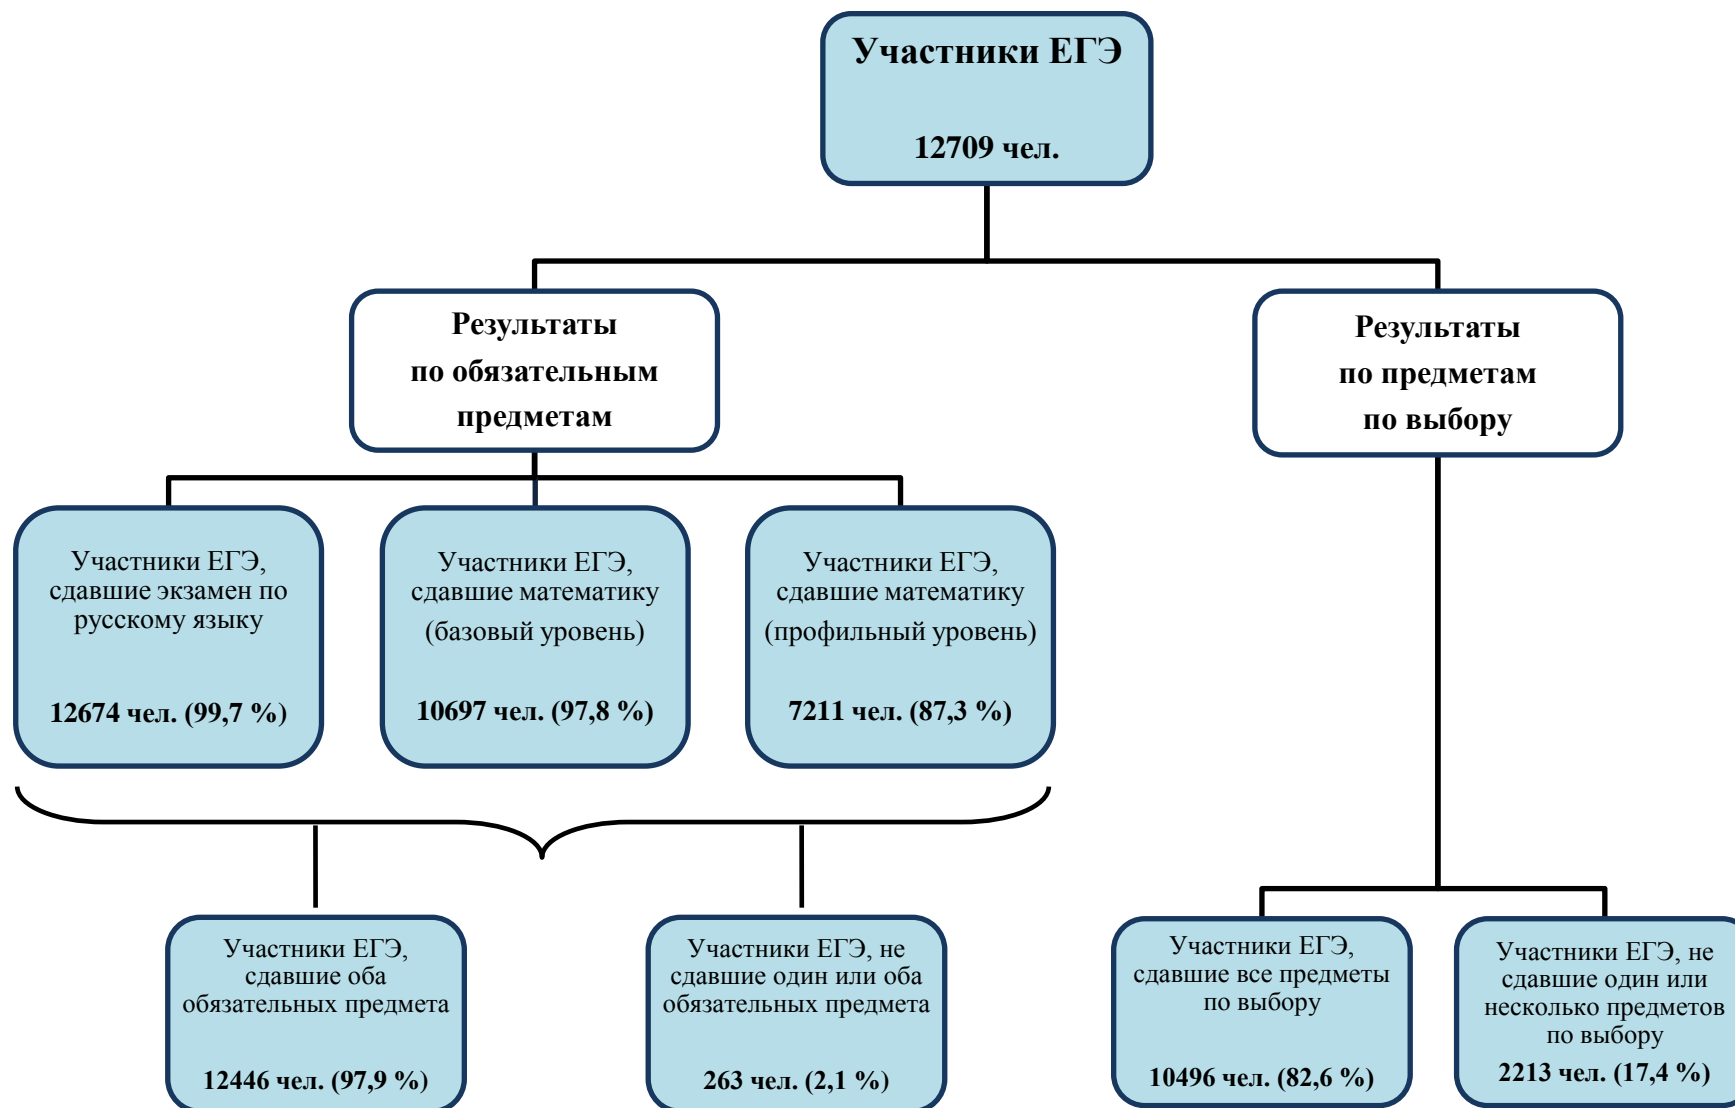 Участники ЕГЭ
12709 чел.
Результаты
по обязательным
предметам
Результаты
по предметам
по выбору
Участники ЕГЭ,
сдавшие экзамен по
русскому языку
12674 чел. (99,7 %)
Участники ЕГЭ,
сдавшие математику
(базовый уровень)
10697 чел. (97,8 %)
Участники ЕГЭ,
сдавшие математику
(профильный уровень)
7211 чел. (87,3 %)
Участники ЕГЭ,
сдавшие оба
обязательных предмета
12446 чел. (97,9 %)
Участники ЕГЭ, не
сдавшие один или оба
обязательных предмета
263 чел. (2,1 %)
Участники ЕГЭ,
сдавшие все предметы
по выбору
10496 чел. (82,6 %)
Участники ЕГЭ, не
сдавшие один или
несколько предметов
по выбору
2213 чел. (17,4 %)